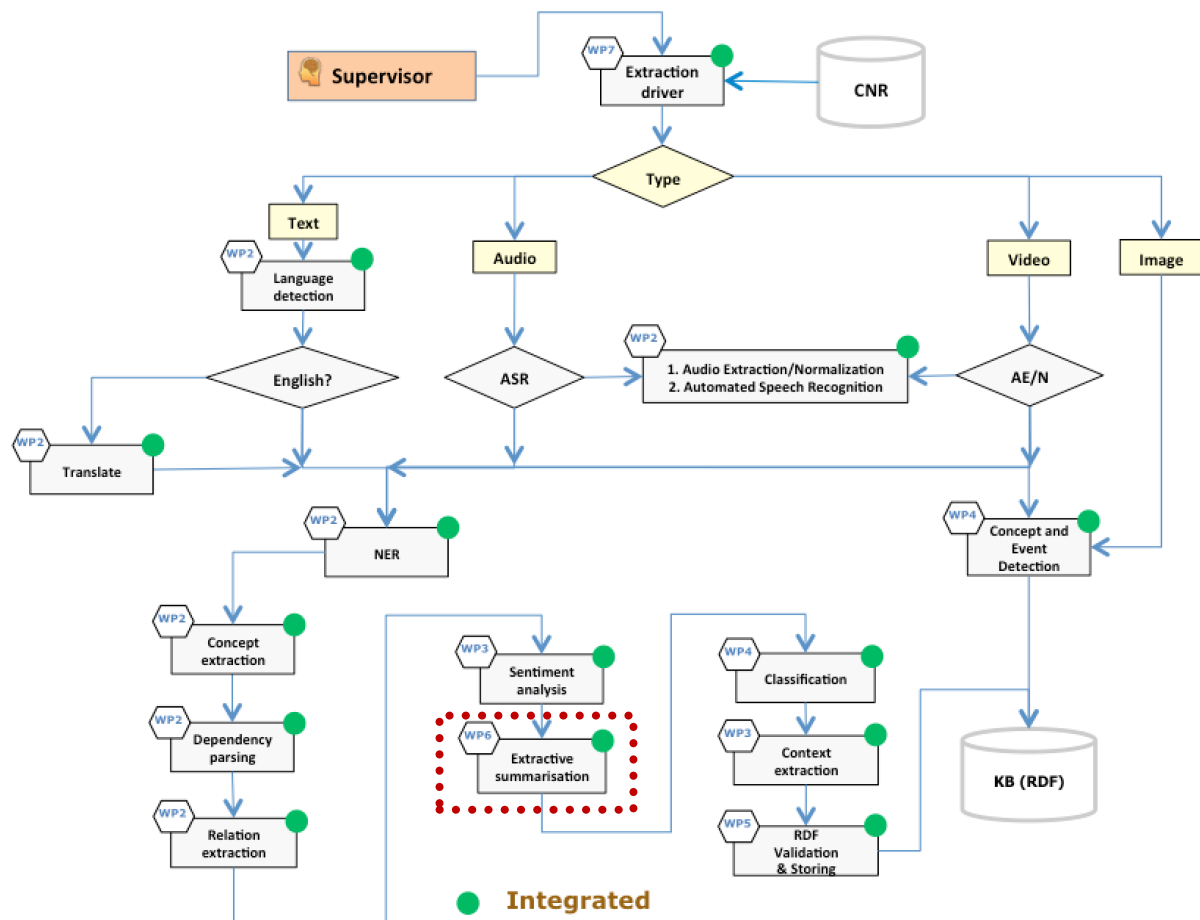 Supervisor
WP7
Extraction
driver
CNR
Type
Text
WP2
Language
detection
Audio
Video
Image
English?
ASR
WP2
1. Audio Extraction/Normalization
2. Automated Speech Recognition
AE/N
WP2
Translate
WP2
NER
WP4
Concept and
Event
Detection
WP2
Concept
extraction
WP3
Sentiment
analysis
WP4
Classification
WP2
Dependency
parsing
WP6
Extractive
summarisation
WP3
Context
extraction
KB (RDF)
WP2
Relation
extraction
WP5
RDF
Validation
& Storing
Integrated